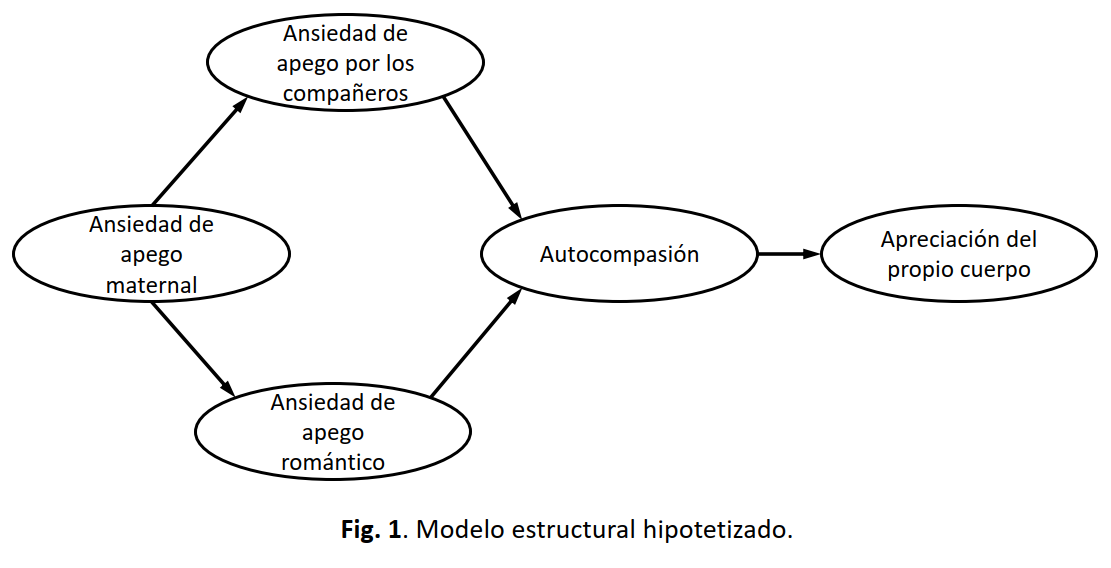 Ansiedad de
apego por los
compañeros
Ansiedad de
apego
maternal
Autocompasión
Apreciación del
propio cuerpo
Ansiedad de
apego
romántico
Fig. 1. Modelo estructural hipotetizado.